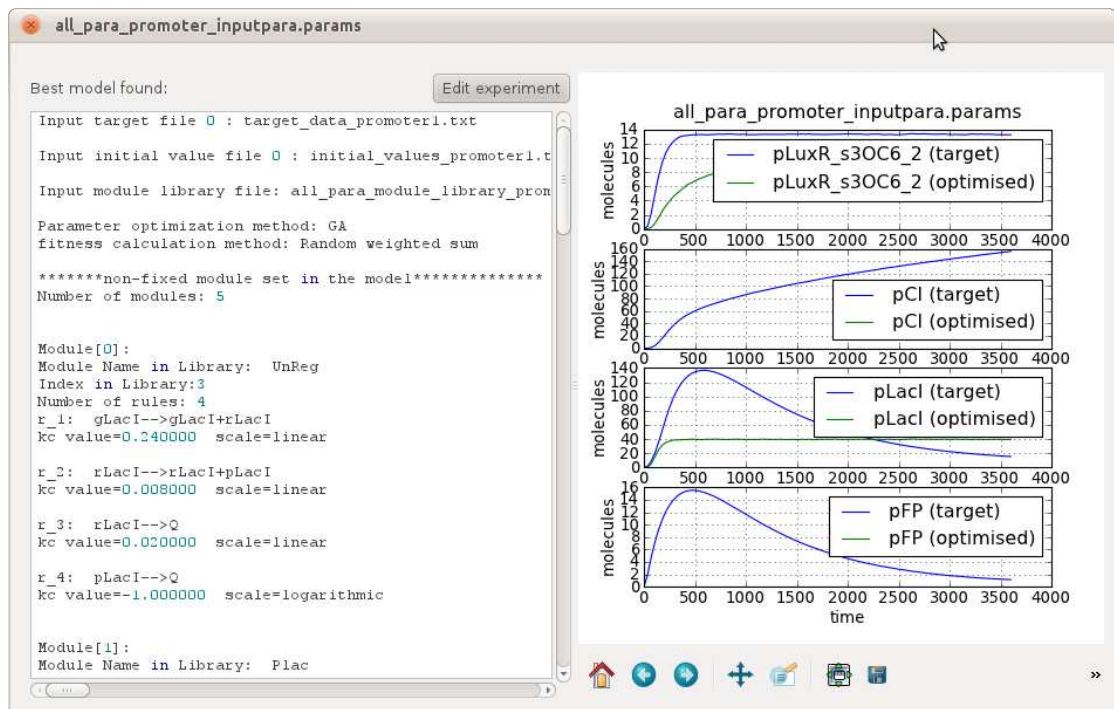 all_para_promoter_inputpara.params
Best model found:
Edit experiment
Input target file 0 : target_data_promoter1.txt
Input initial value file 0 : initial_values_promoter1.t
Input module library file: all_para_module_library_prom
Parameter optimization method: GA
fitness calculation method: Random weighted sum
*******non-fixed module set in the model**************
Number of modules: 5
Module[0]:
Module Name in Library:  UnReg
Index in Library:3
Number of rules: 4
r_1:  gLacI-->gLacI+rLacI
kc value=0.240000  scale=linear
r_2:  rLacI-->rLacI+pLacI
kc value=0.008000  scale=linear
r_3:  rLacI-->Q
kc value=0.020000  scale=linear
r_4:  pLacI-->Q
kc value=-1.000000  scale=logarithmic
Module[1]:
Module Name in Library:  Plac
all_para_promoter_inputpara.params
molecules
14
12
10
8
6
4
2
0
pLuxR_s3OC6_2 (target)
pLuxR_s3OC6_2 (optimised)
0 500 1000 1500 2000 2500 3000 3500 4000
molecules
160
140
120
100
80
60
40
20
0
pCI (target)
pCI (optimised)
0 500 1000 1500 2000 2500 3000 3500 4000
molecules
140
120
100
80
60
40
20
0
pLacI (target)
pLacI (optimised)
0 500 1000 1500 2000 2500 3000 3500 4000
molecules
16
14
12
10
8
6
4
2
0
pFP (target)
pFP (optimised)
0 500 1000 1500 2000 2500 3000 3500 4000
time
»